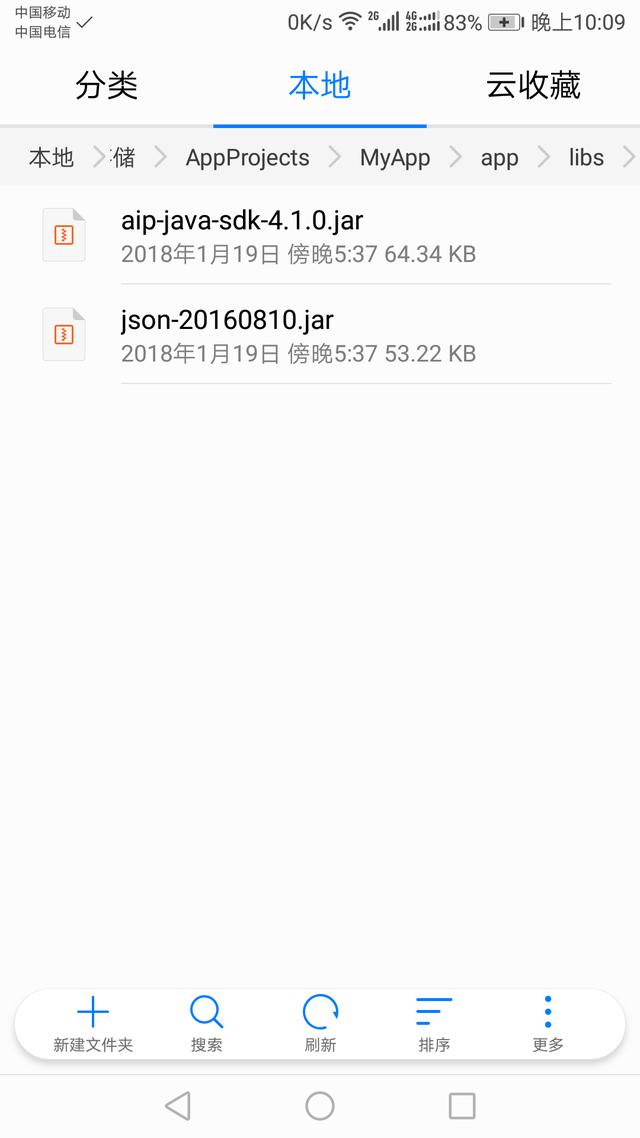 中国移动
中国电信
0K/s 2G 4G 2G 83% 晚上10:09
分类 本地 云收藏
本地 储 AppProjects MyApp app libs
aip-java-sdk-4.1.0.jar
2018年1月19日 傍晚5:37 64.34 KB
json-20160810.jar
2018年1月19日 傍晚5:37 53.22 KB
新建文件夹 搜索 刷新 排序 更多